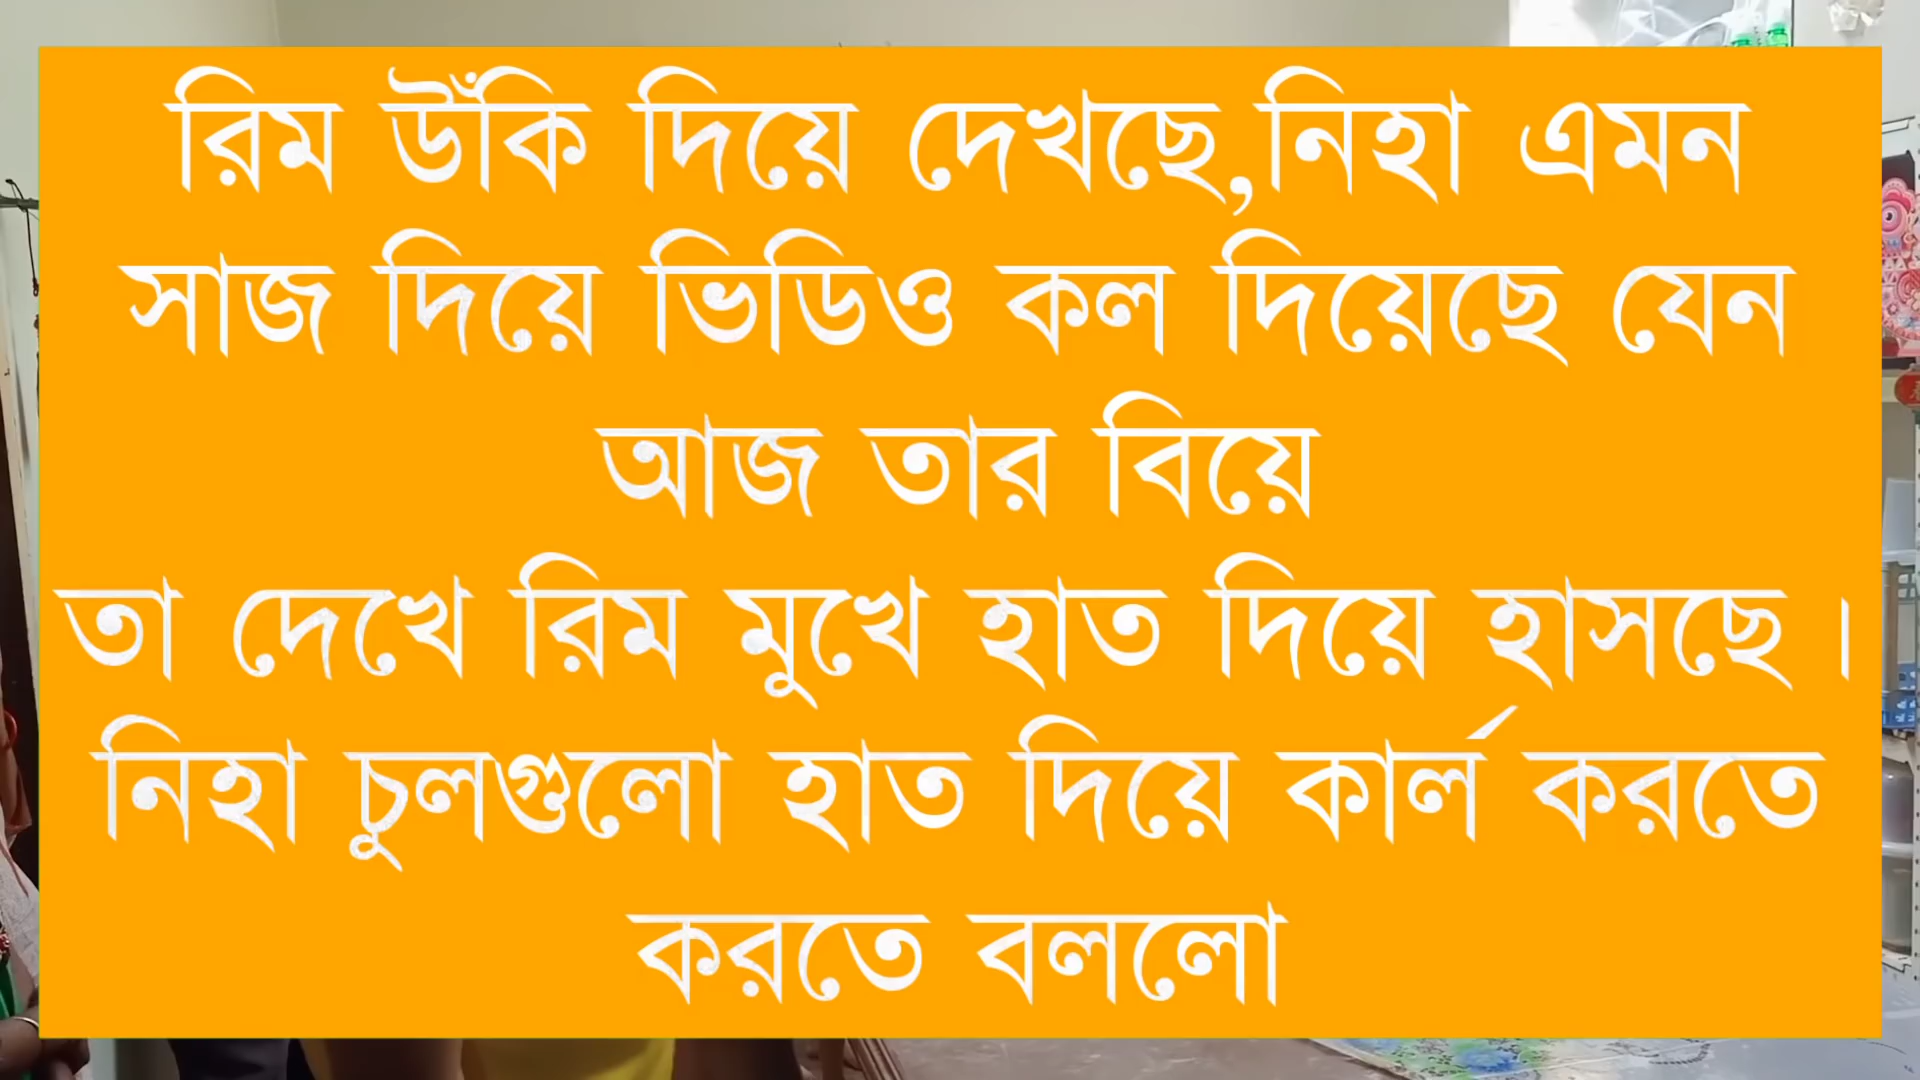 রিম উঁকি দিয়ে দেখছে,নিহা এমন
সাজ দিয়ে ভিডিও কল দিয়েছে যেন
আজ তার বিয়ে
তা দেখে রিম মুখে হাত দিয়ে হাসছে ।
নিহা চুলগুলো হাত দিয়ে কার্ল করতে
করতে বললো